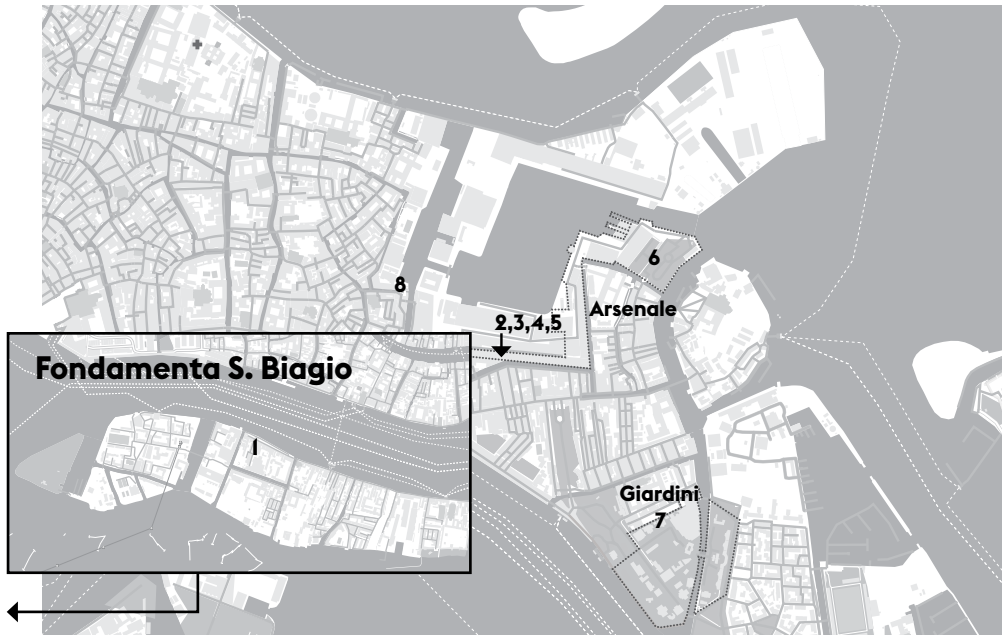 6
8
Arsenale
2,3,4,5
Fondamenta S. Biagio
1
Giardini
7